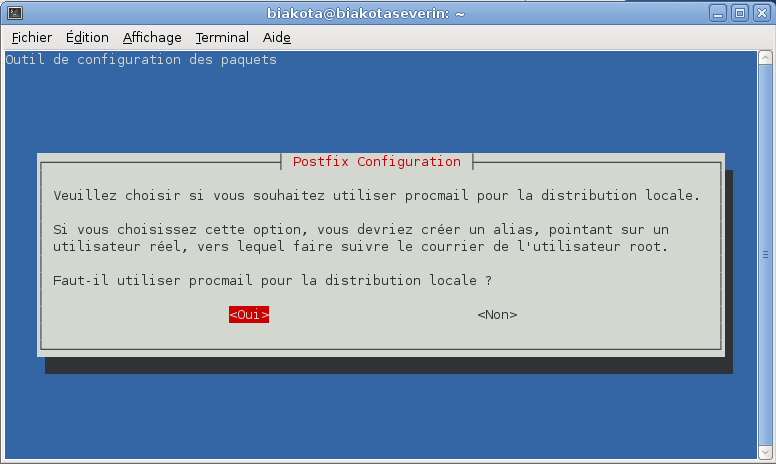 biakota@biakotaseverin: ~
Fichier Édition Affichage Terminal Aide
Outil de configuration des paquets
Postfix Configuration
Veuillez choisir si vous souhaitez utiliser procmail pour la distribution locale.
Si vous choisissez cette option, vous devriez créer un alias, pointant sur un
utilisateur réel, vers lequel faire suivre le courrier de l'utilisateur root.
Faut-il utiliser procmail pour la distribution locale ?
<Oui> <Non>